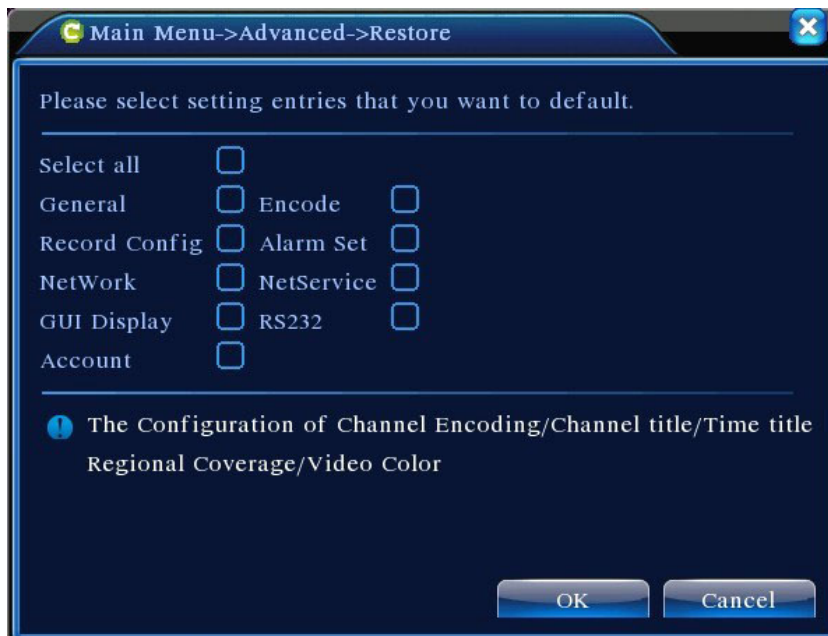 Main Menu->Advanced->Restore
Please select setting entries that you want to default.
Select all
General Encode
Record Config Alarm Set
NetWork NetService
GUI Display RS232
Account
The Configuration of Channel Encoding/Channel title/Time title
Regional Coverage/Video Color
OK Cancel